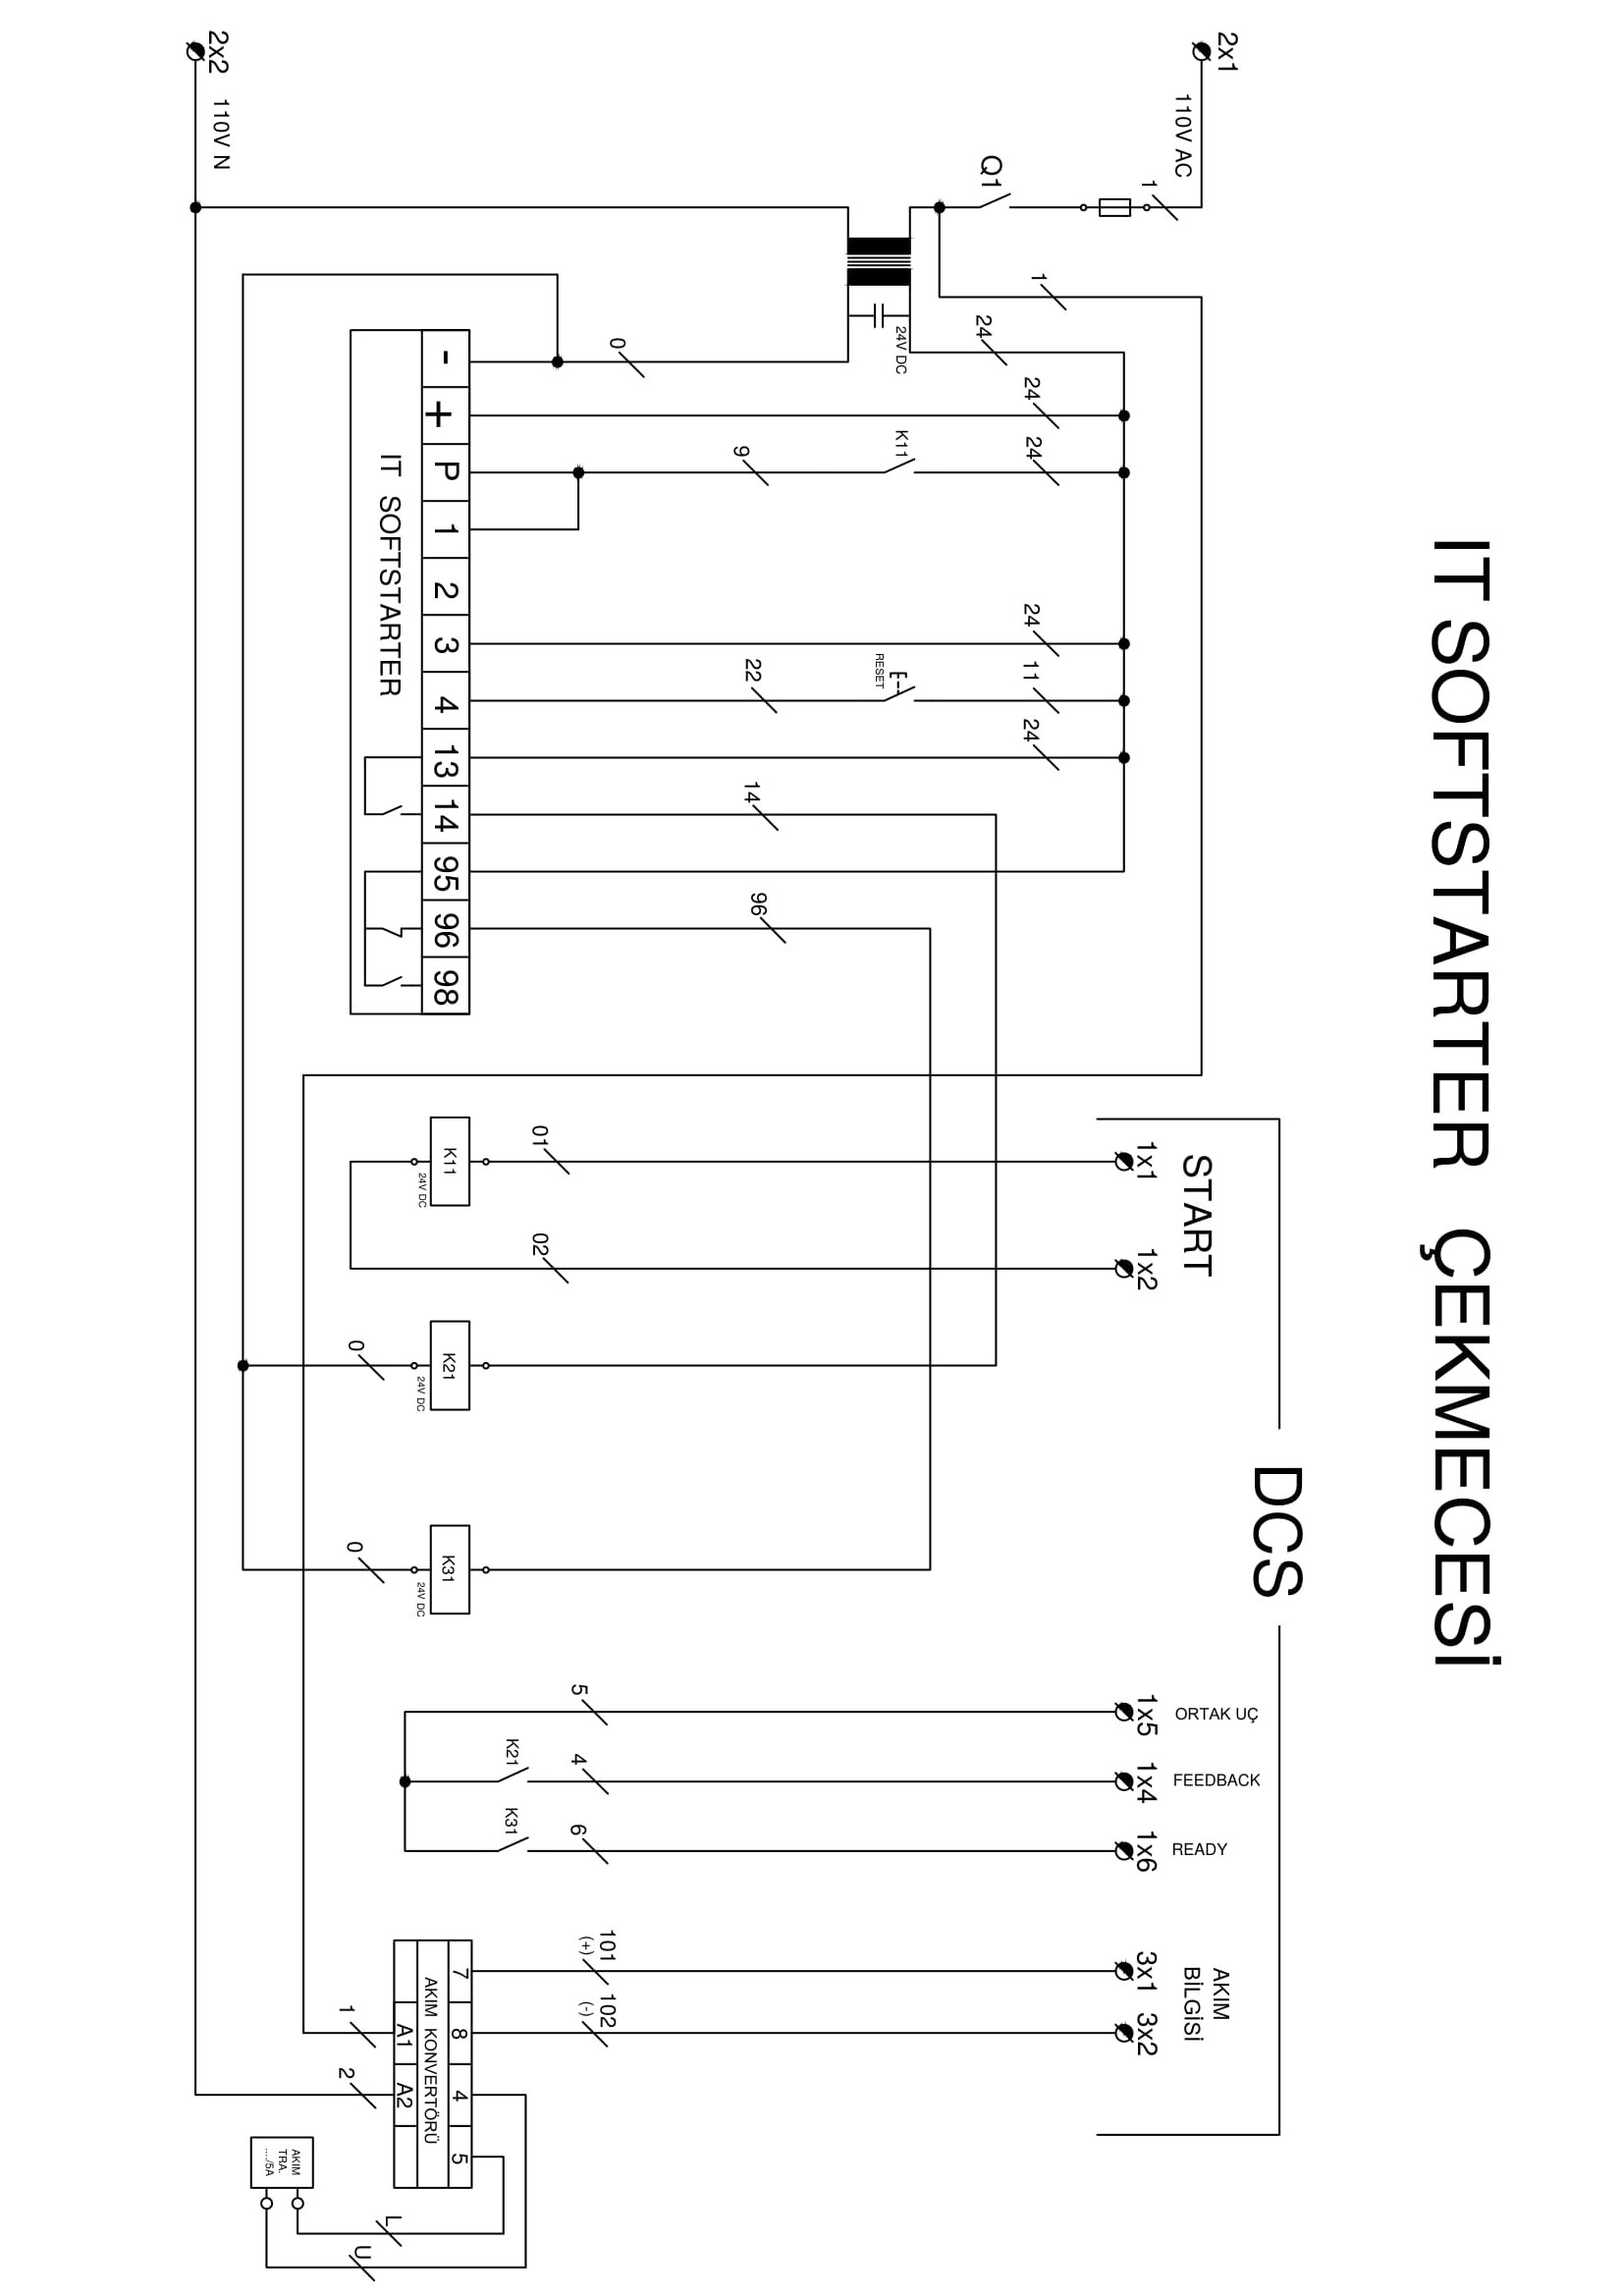 IT SOFTSTARTER ÇEKMECESİ
DCS
2x1
110V AC
1
Q1
1
24
24V DC
24
24
K11
9
0
24
11
RESET
22
24
14
96
2x2
110V N
-
+
P
1
2
3
4
13
14
95
96
98
IT SOFTSTARTER
START
1x1
1x2
01
02
K11
24V DC
K21
24V DC
0
K31
24V DC
0
1x5
ORTAK UÇ
1x4
FEEDBACK
1x6
READY
5
4
6
K21
K31
AKIM
BİLGİSİ
3x1
3x2
101
(+)
102
(-)
7
8
4
5
AKIM KONVERTÖRÜ
A1
A2
1
2
AKIM
TRA.
..../5A
L
U